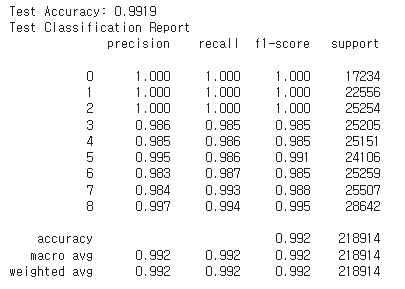 Test Accuracy: 0.9919
Test Classification Report
precision recall f1-score support
0 1.000 1.000 1.000 17234
1 1.000 1.000 1.000 22556
2 1.000 1.000 1.000 25254
3 0.986 0.985 0.985 25205
4 0.985 0.986 0.985 25151
5 0.995 0.986 0.991 24106
6 0.983 0.987 0.985 25259
7 0.984 0.993 0.988 25507
8 0.997 0.994 0.995 28642
accuracy 0.992 218914
macro avg 0.992 0.992 0.992 218914
weighted avg 0.992 0.992 0.992 218914